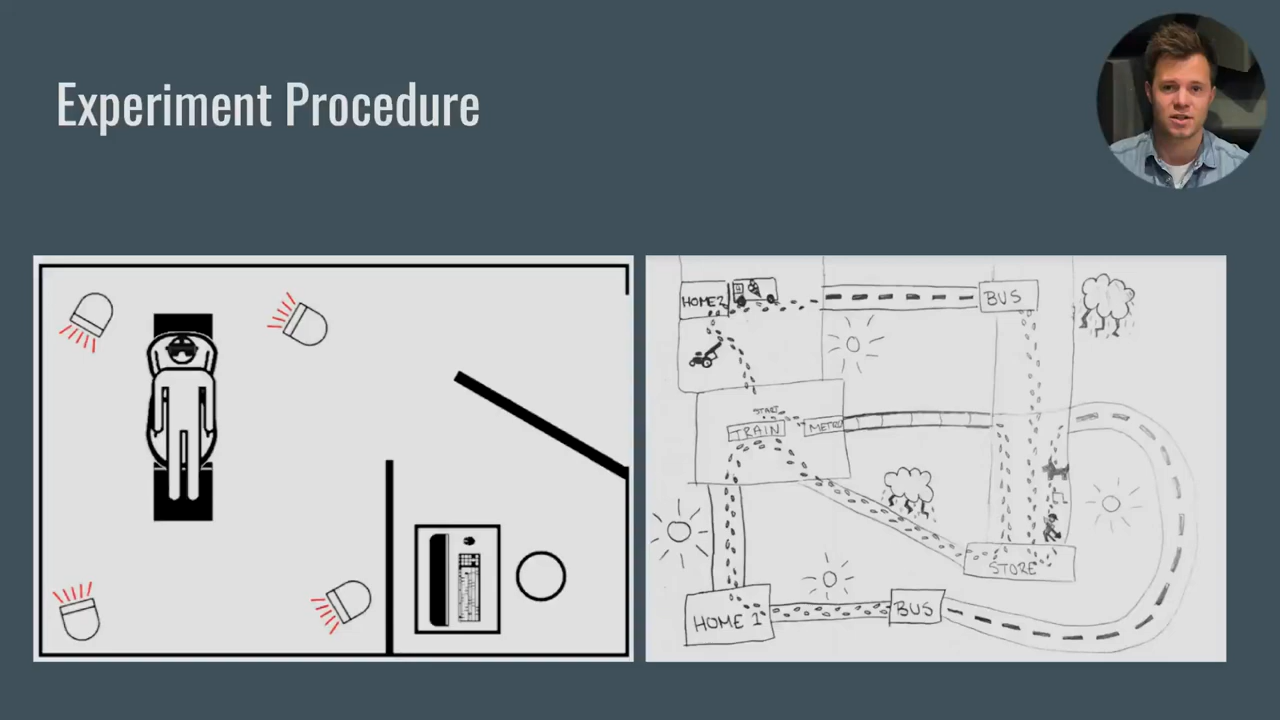 Experiment Procedure
HOME 2
BUS
START
TRAIN
METRO
STORE
HOME 1
BUS